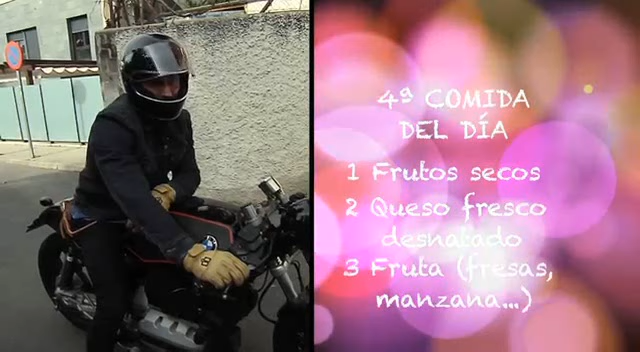 4ª COMIDA
DEL DÍA
1 Frutos secos
2 Queso fresco
desnatado
3 Fruta (fresas,
manzana...)